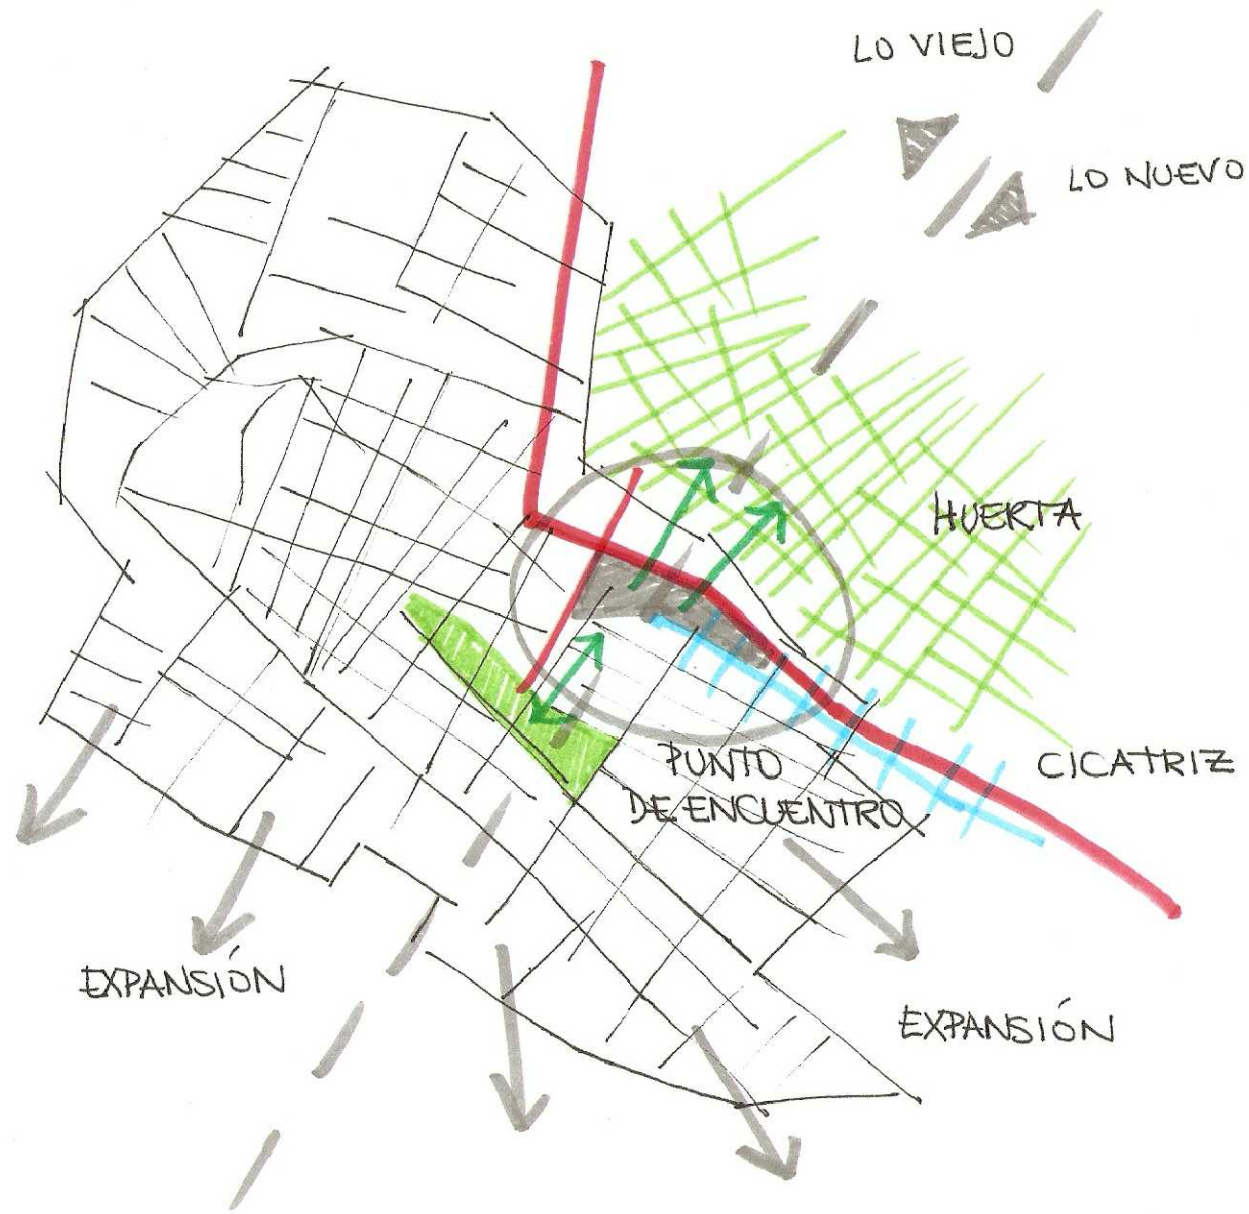 LO VIEJO
LO NUEVO
HUERTA
PUNTO
DE ENCUENTRO
CICATRIZ
EXPANSIÓN
EXPANSIÓN